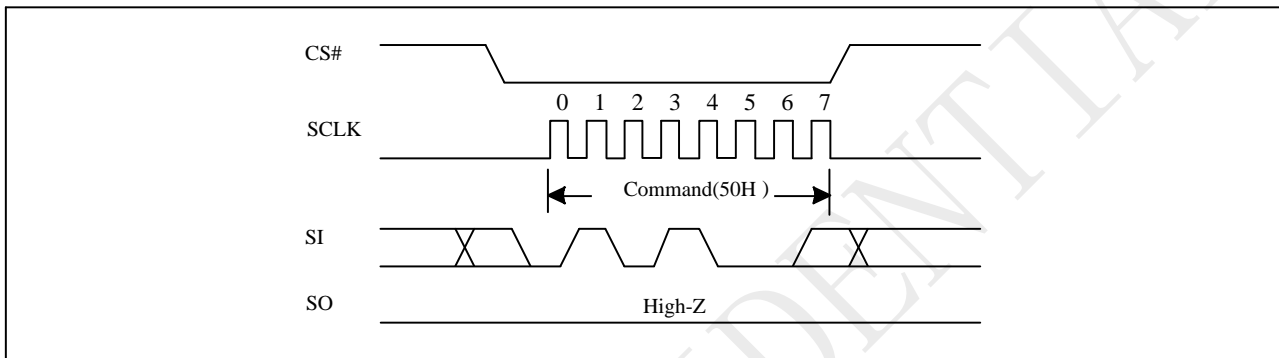 CS#
0 1 2 3 4 5 6 7
SCLK
Command(50H )
SI
SO
High-Z